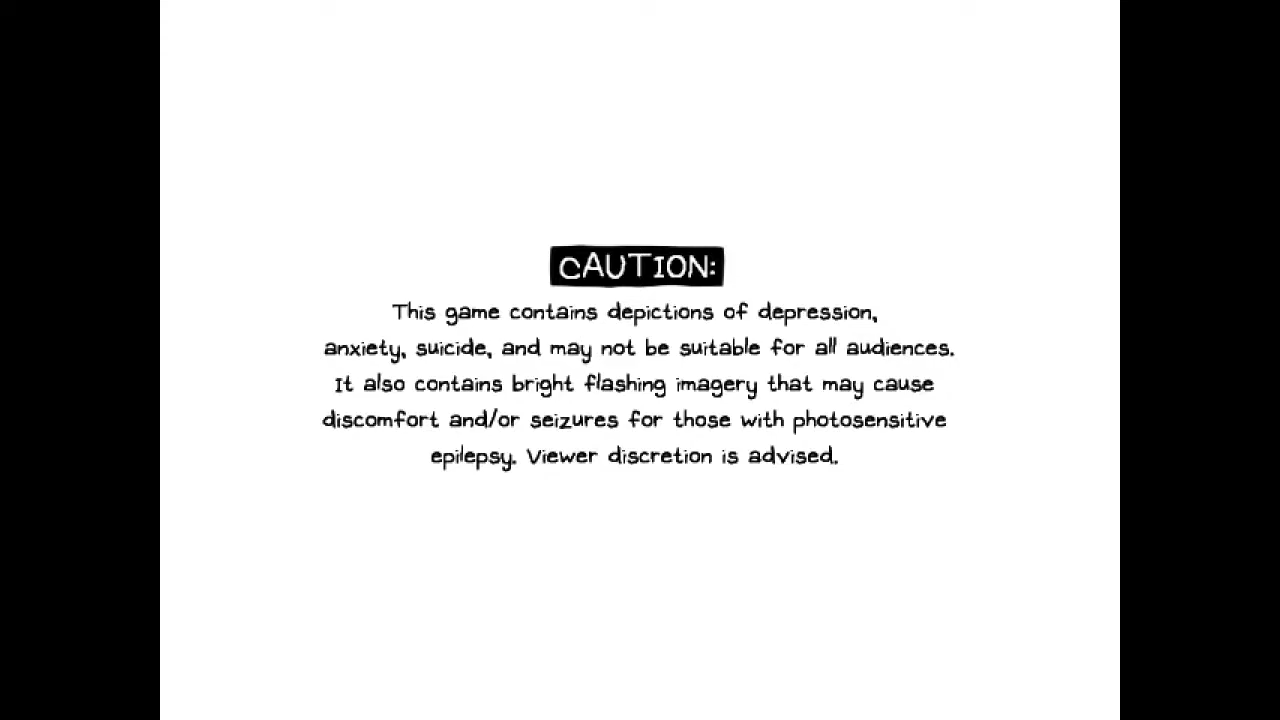 CAUTION:
This game contains depictions of depression,
anxiety, suicide, and may not be suitable for all audiences.
It also contains bright flashing imagery that may cause
discomfort and/or seizures for those with photosensitive
epilepsy. Viewer discretion is advised.